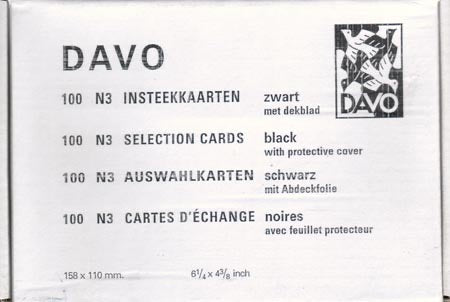 DAVO
DAVO
100 N3 INSTEEKKAARTEN zwart
met dekblad
100 N3 SELECTION CARDS black
with protective cover
100 N3 AUSWAHLKARTEN schwarz
mit Abdeckfolie
100 N3 CARTES D'ÉCHANGE noires
avec feuillet protecteur
158 x 110 mm. 6¼ x 4⅜ inch